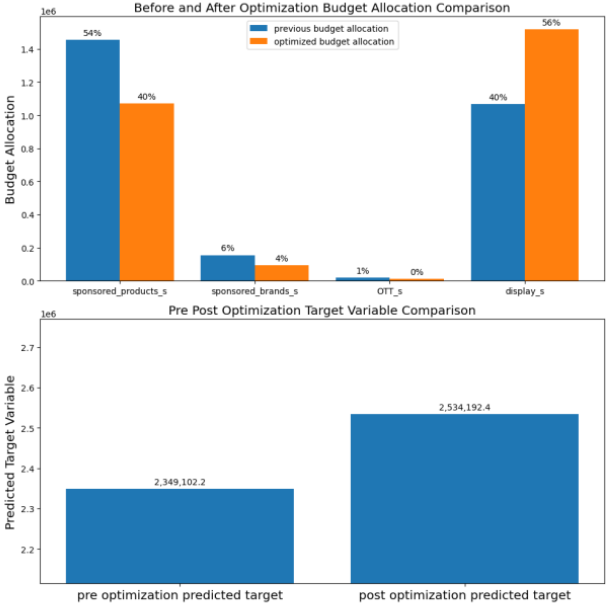 Before and After Optimization Budget Allocation Comparison
1e6
previous budget allocation
optimized budget allocation
54%
40%
6%
4%
1%
0%
40%
56%
Budget Allocation
1.4
1.2
1.0
0.8
0.6
0.4
0.2
0.0
sponsored_products_s sponsored_brands_s OTT_s display_s
Pre Post Optimization Target Variable Comparison
1e6
Predicted Target Variable
2.7
2.6
2.5
2.4
2.3
2.2
2,349,102.2
2,534,192.4
pre optimization predicted target post optimization predicted target